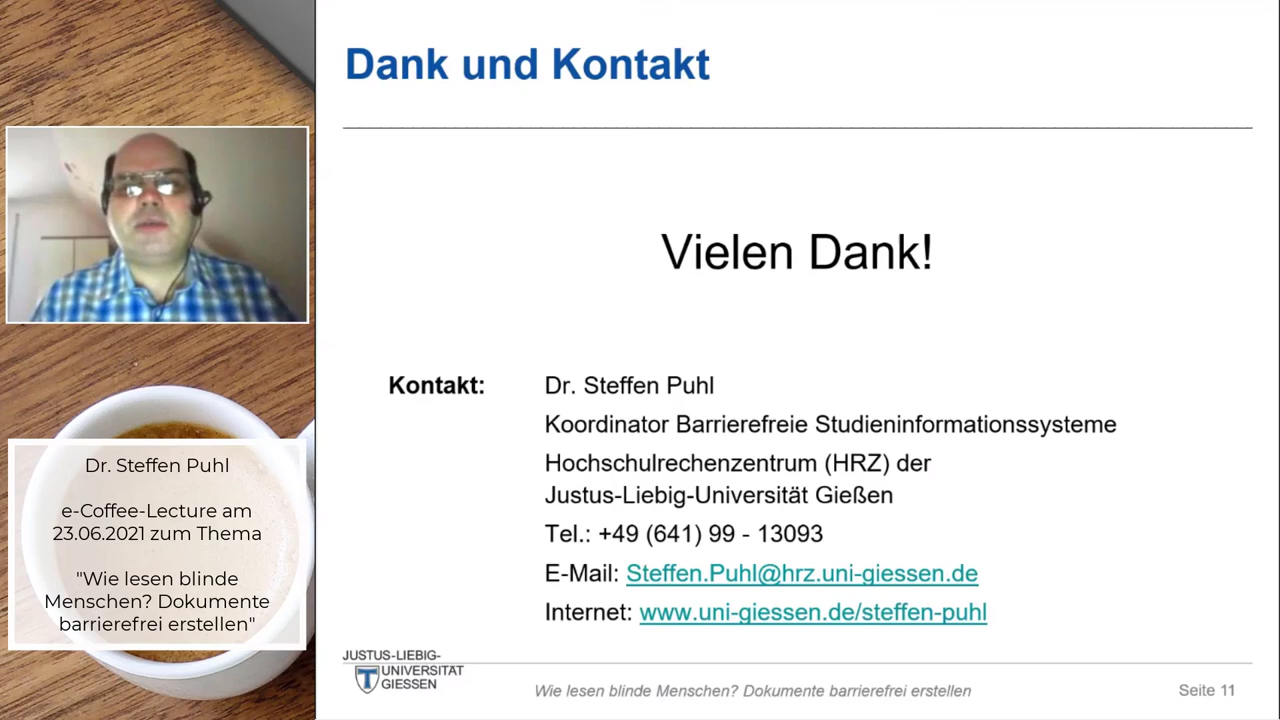 Dank und Kontakt
Vielen Dank!
Kontakt: Dr. Steffen Puhl
Koordinator Barrierefreie Studieninformationssysteme
Hochschulrechenzentrum (HRZ) der
Justus-Liebig-Universität Gießen
Tel.: +49 (641) 99 - 13093
E-Mail: Steffen.Puhl@hrz.uni-giessen.de
Internet: www.uni-giessen.de/steffen-puhl
Dr. Steffen Puhl
e-Coffee-Lecture am
23.06.2021 zum Thema
"Wie lesen blinde
Menschen? Dokumente
barrierefrei erstellen"
JUSTUS-LIEBIG-
UNIVERSITÄT
GIESSEN
Wie lesen blinde Menschen? Dokumente barrierefrei erstellen
Seite 11